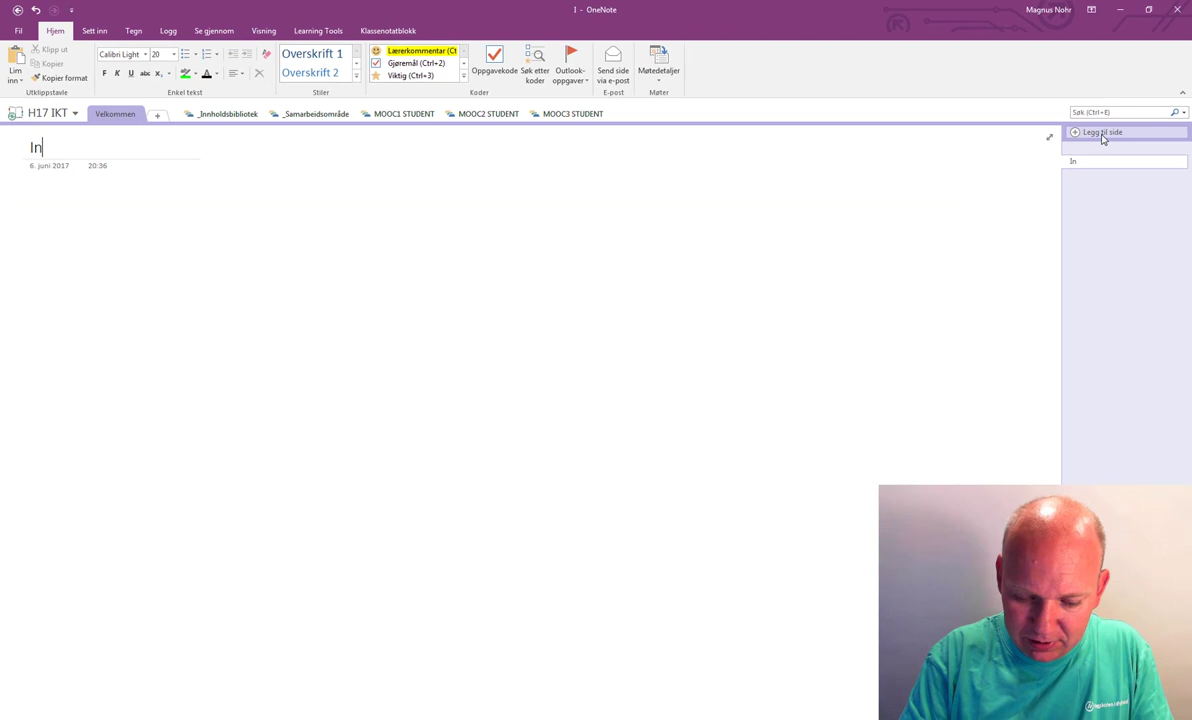 I - OneNote
Magnus Nohr
Fil Hjem Sett inn Tegn Logg Se gjennom Visning Learning Tools Klassenotatblokk
Lim inn
Klipp ut
Kopier
Kopier format
Utklippstavle
Calibri Light 20
F K U abc x₂ A
Enkel tekst
Overskrift 1
Overskrift 2
Stiler
Lærerkommentar (Ct
Gjøremål (Ctrl+2)
Viktig (Ctrl+3)
Oppgavekode
Søk etter koder
Outlook-oppgaver
Koder
Send side via e-post
E-post
Møtedetaljer
Møter
H17 IKT Velkommen _Innholdsbibliotek _Samarbeidsområde MOOC1 STUDENT MOOC2 STUDENT MOOC3 STUDENT
Søk (Ctrl+E)
Legg til side
In
In
6. juni 2017 20:36